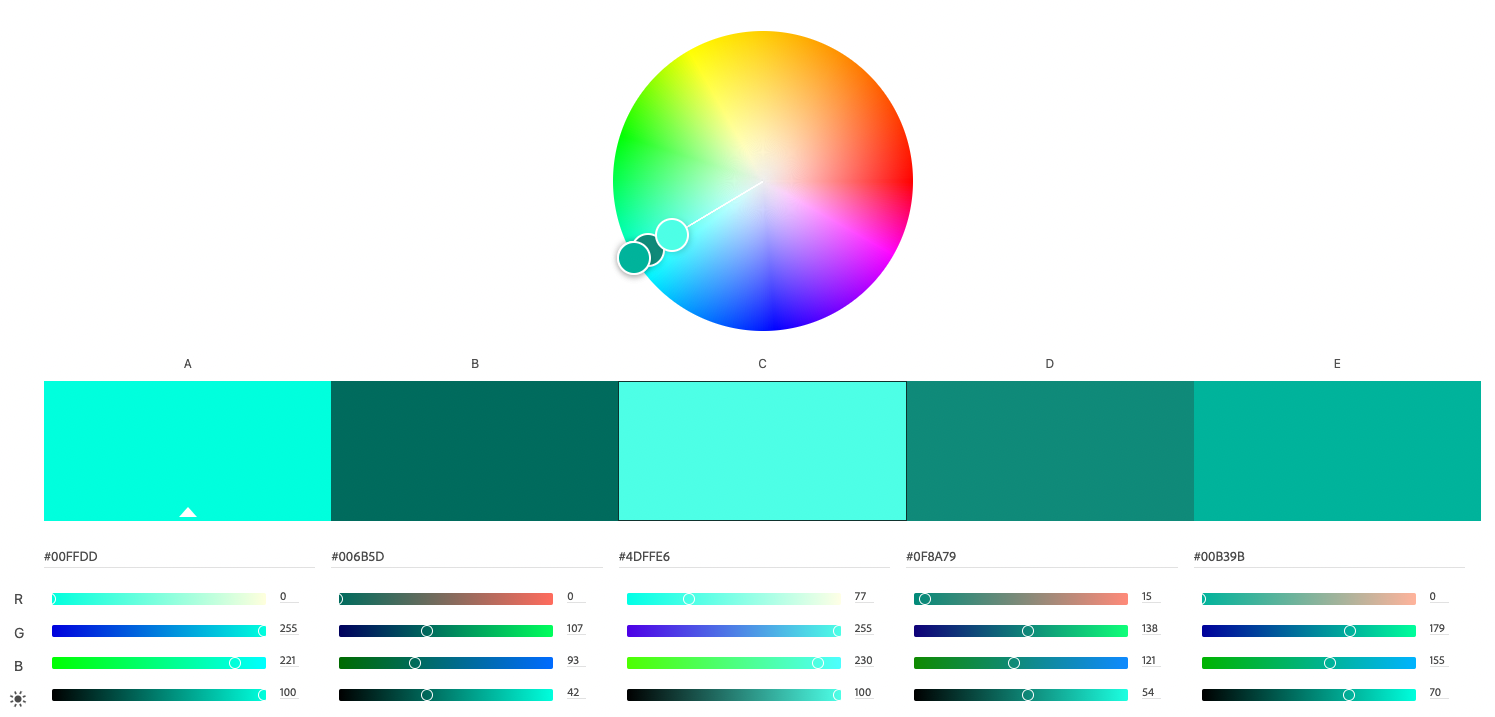 A B C D E
#00FFDD #006B5D #4DFFE6 #0F8A79 #00B39B
R 0 0 77 15 0
G 255 107 255 138 179
B 221 93 230 121 155
100 42 100 54 70